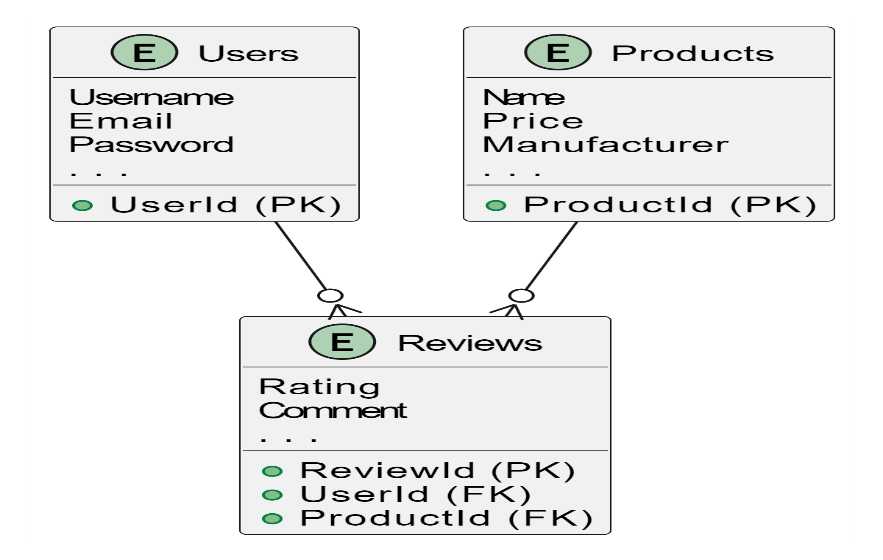 E Users
Username
Email
Password
. . .
UserId (PK)
E Products
Name
Price
Manufacturer
. . .
ProductId (PK)
E Reviews
Rating
Comment
. . .
ReviewId (PK)
UserId (FK)
ProductId (FK)